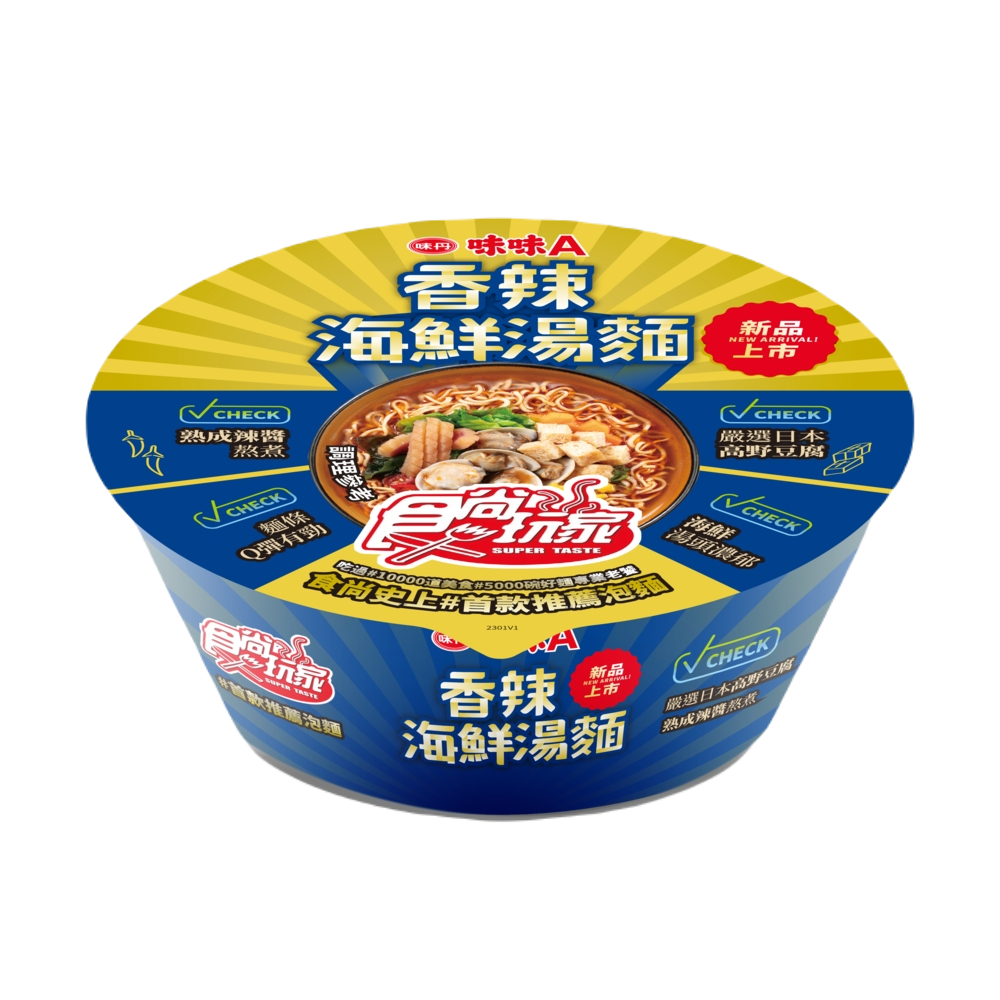 味丹 味味A
香辣
海鮮湯麵
新品
NEW ARRIVAL!
上市
CHECK
熟成辣醬
熬煮
CHECK
嚴選日本
高野豆腐
CHECK
麵條
Q彈有勁
CHECK
海鮮
湯頭濃郁
調理參考
食尚玩家
SUPER TASTE
吃過#10000道美食#5000碗好麵專業老饕
食尚史上#首款推薦泡麵
2301V1
食尚玩家
SUPER TASTE
#首款推薦泡麵
香辣
海鮮湯麵
新品
NEW ARRIVAL!
上市
CHECK
嚴選日本高野豆腐
熟成辣醬熬煮